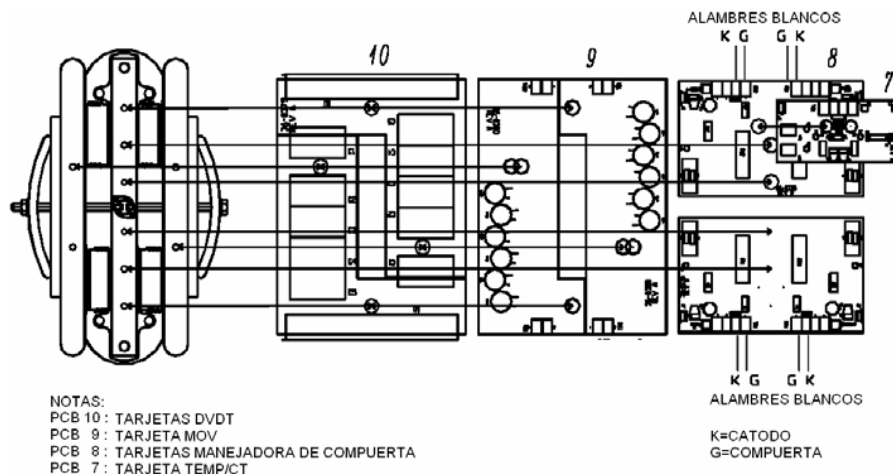 ALAMBRES BLANCOS
K G G K
10
9
8
7
K G G K
ALAMBRES BLANCOS
NOTAS:
PCB 10 : TARJETAS DVDT
PCB 9 : TARJETA MOV
PCB 8 : TARJETAS MANEJADORA DE COMPUERTA
PCB 7 : TARJETA TEMP/CT
K=CATODO
G=COMPUERTA